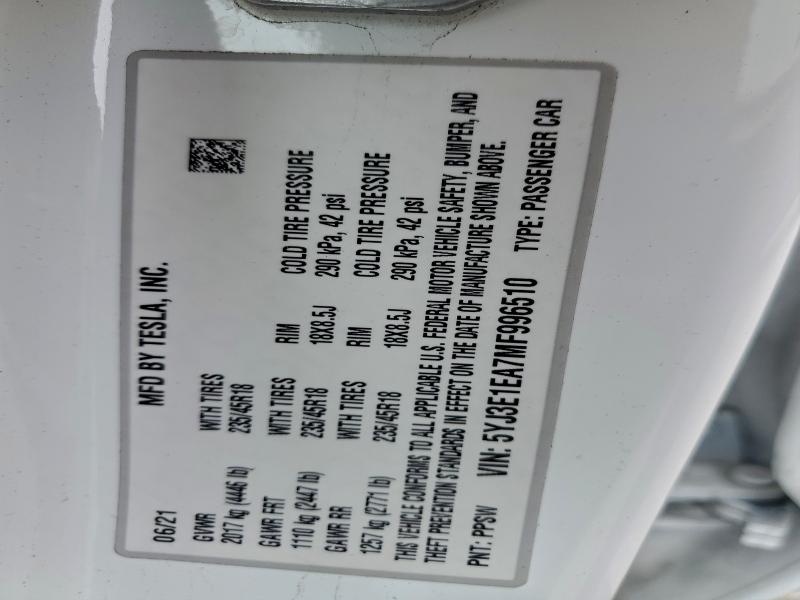 MFD BY TESLA, INC.
06/21
GVWR WITH TIRES
2017 kg (4446 lb) 235/45R18
GAWR FRT WITH TIRES RIM COLD TIRE PRESSURE
1110 kg (2447 lb) 235/45R18 18X8.5J 290 kPa, 42 psi
GAWR RR WITH TIRES RIM COLD TIRE PRESSURE
1257 kg (2771 lb) 235/45R18 18X8.5J 290 kPa, 42 psi
THIS VEHICLE CONFORMS TO ALL APPLICABLE U.S. FEDERAL MOTOR VEHICLE SAFETY, BUMPER, AND
THEFT PREVENTION STANDARDS IN EFFECT ON THE DATE OF MANUFACTURE SHOWN ABOVE.
PNT: PPSW VIN: 5YJ3E1EA7MF996510 TYPE: PASSENGER CAR